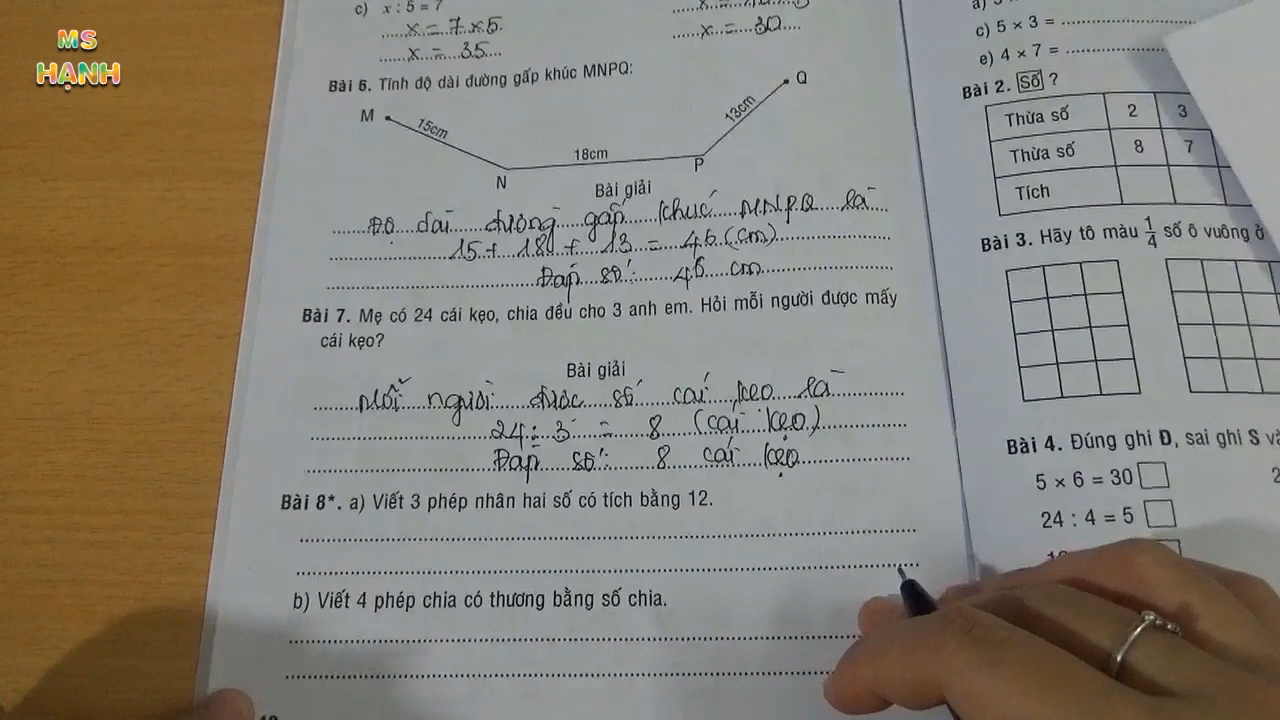 MS
HẠNH
c) x : 5 = 7
x = 7 x 5
x = 35
x = 30
Bài 6. Tính độ dài đường gấp khúc MNPQ:
M
15cm
N
18cm
P
13cm
Q
Bài giải
Độ dài đường gấp khúc MNPQ là
15 + 18 + 13 = 46 (cm)
Đáp số: 46 cm
Bài 7. Mẹ có 24 cái kẹo, chia đều cho 3 anh em. Hỏi mỗi người được mấy
cái kẹo?
Bài giải
Mỗi người được số cái kẹo là
24 : 3 = 8 (cái kẹo)
Đáp số: 8 cái kẹo
Bài 8*. a) Viết 3 phép nhân hai số có tích bằng 12.
b) Viết 4 phép chia có thương bằng số chia.
a)
c) 5 × 3 =
e) 4 × 7 =
Bài 2. Số ?
Thừa số 2 3
Thừa số 8 7
Tích
Bài 3. Hãy tô màu 1/4 số ô vuông ở
Bài 4. Đúng ghi Đ, sai ghi S
5 × 6 = 30
24 : 4 = 5